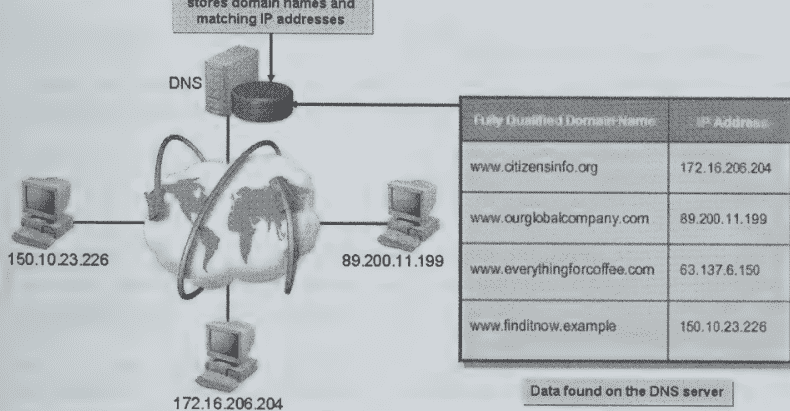 stores domain names and
matching IP addresses
DNS
Fully Qualified Domain Name IP Address
www.citizensinfo.org 172.16.206.204
www.ourglobalcompany.com 89.200.11.199
www.everythingforcoffee.com 63.137.6.150
www.finditnow.example 150.10.23.226
150.10.23.226
89.200.11.199
172.16.206.204
Data found on the DNS server